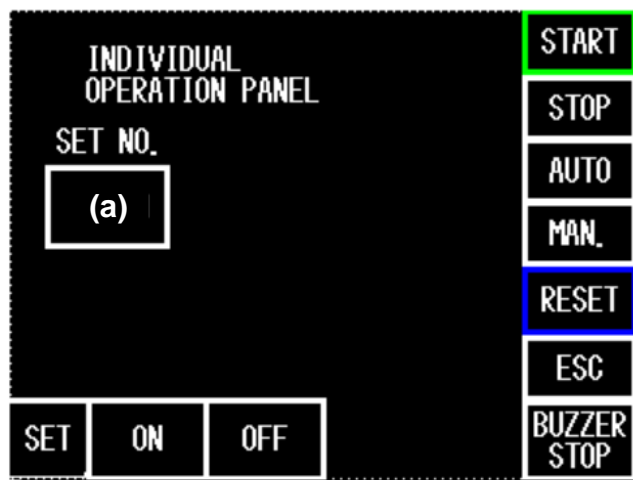 INDIVIDUAL
OPERATION PANEL
SET NO.
(a)
SET
ON
OFF
START
STOP
AUTO
MAN.
RESET
ESC
BUZZER
STOP